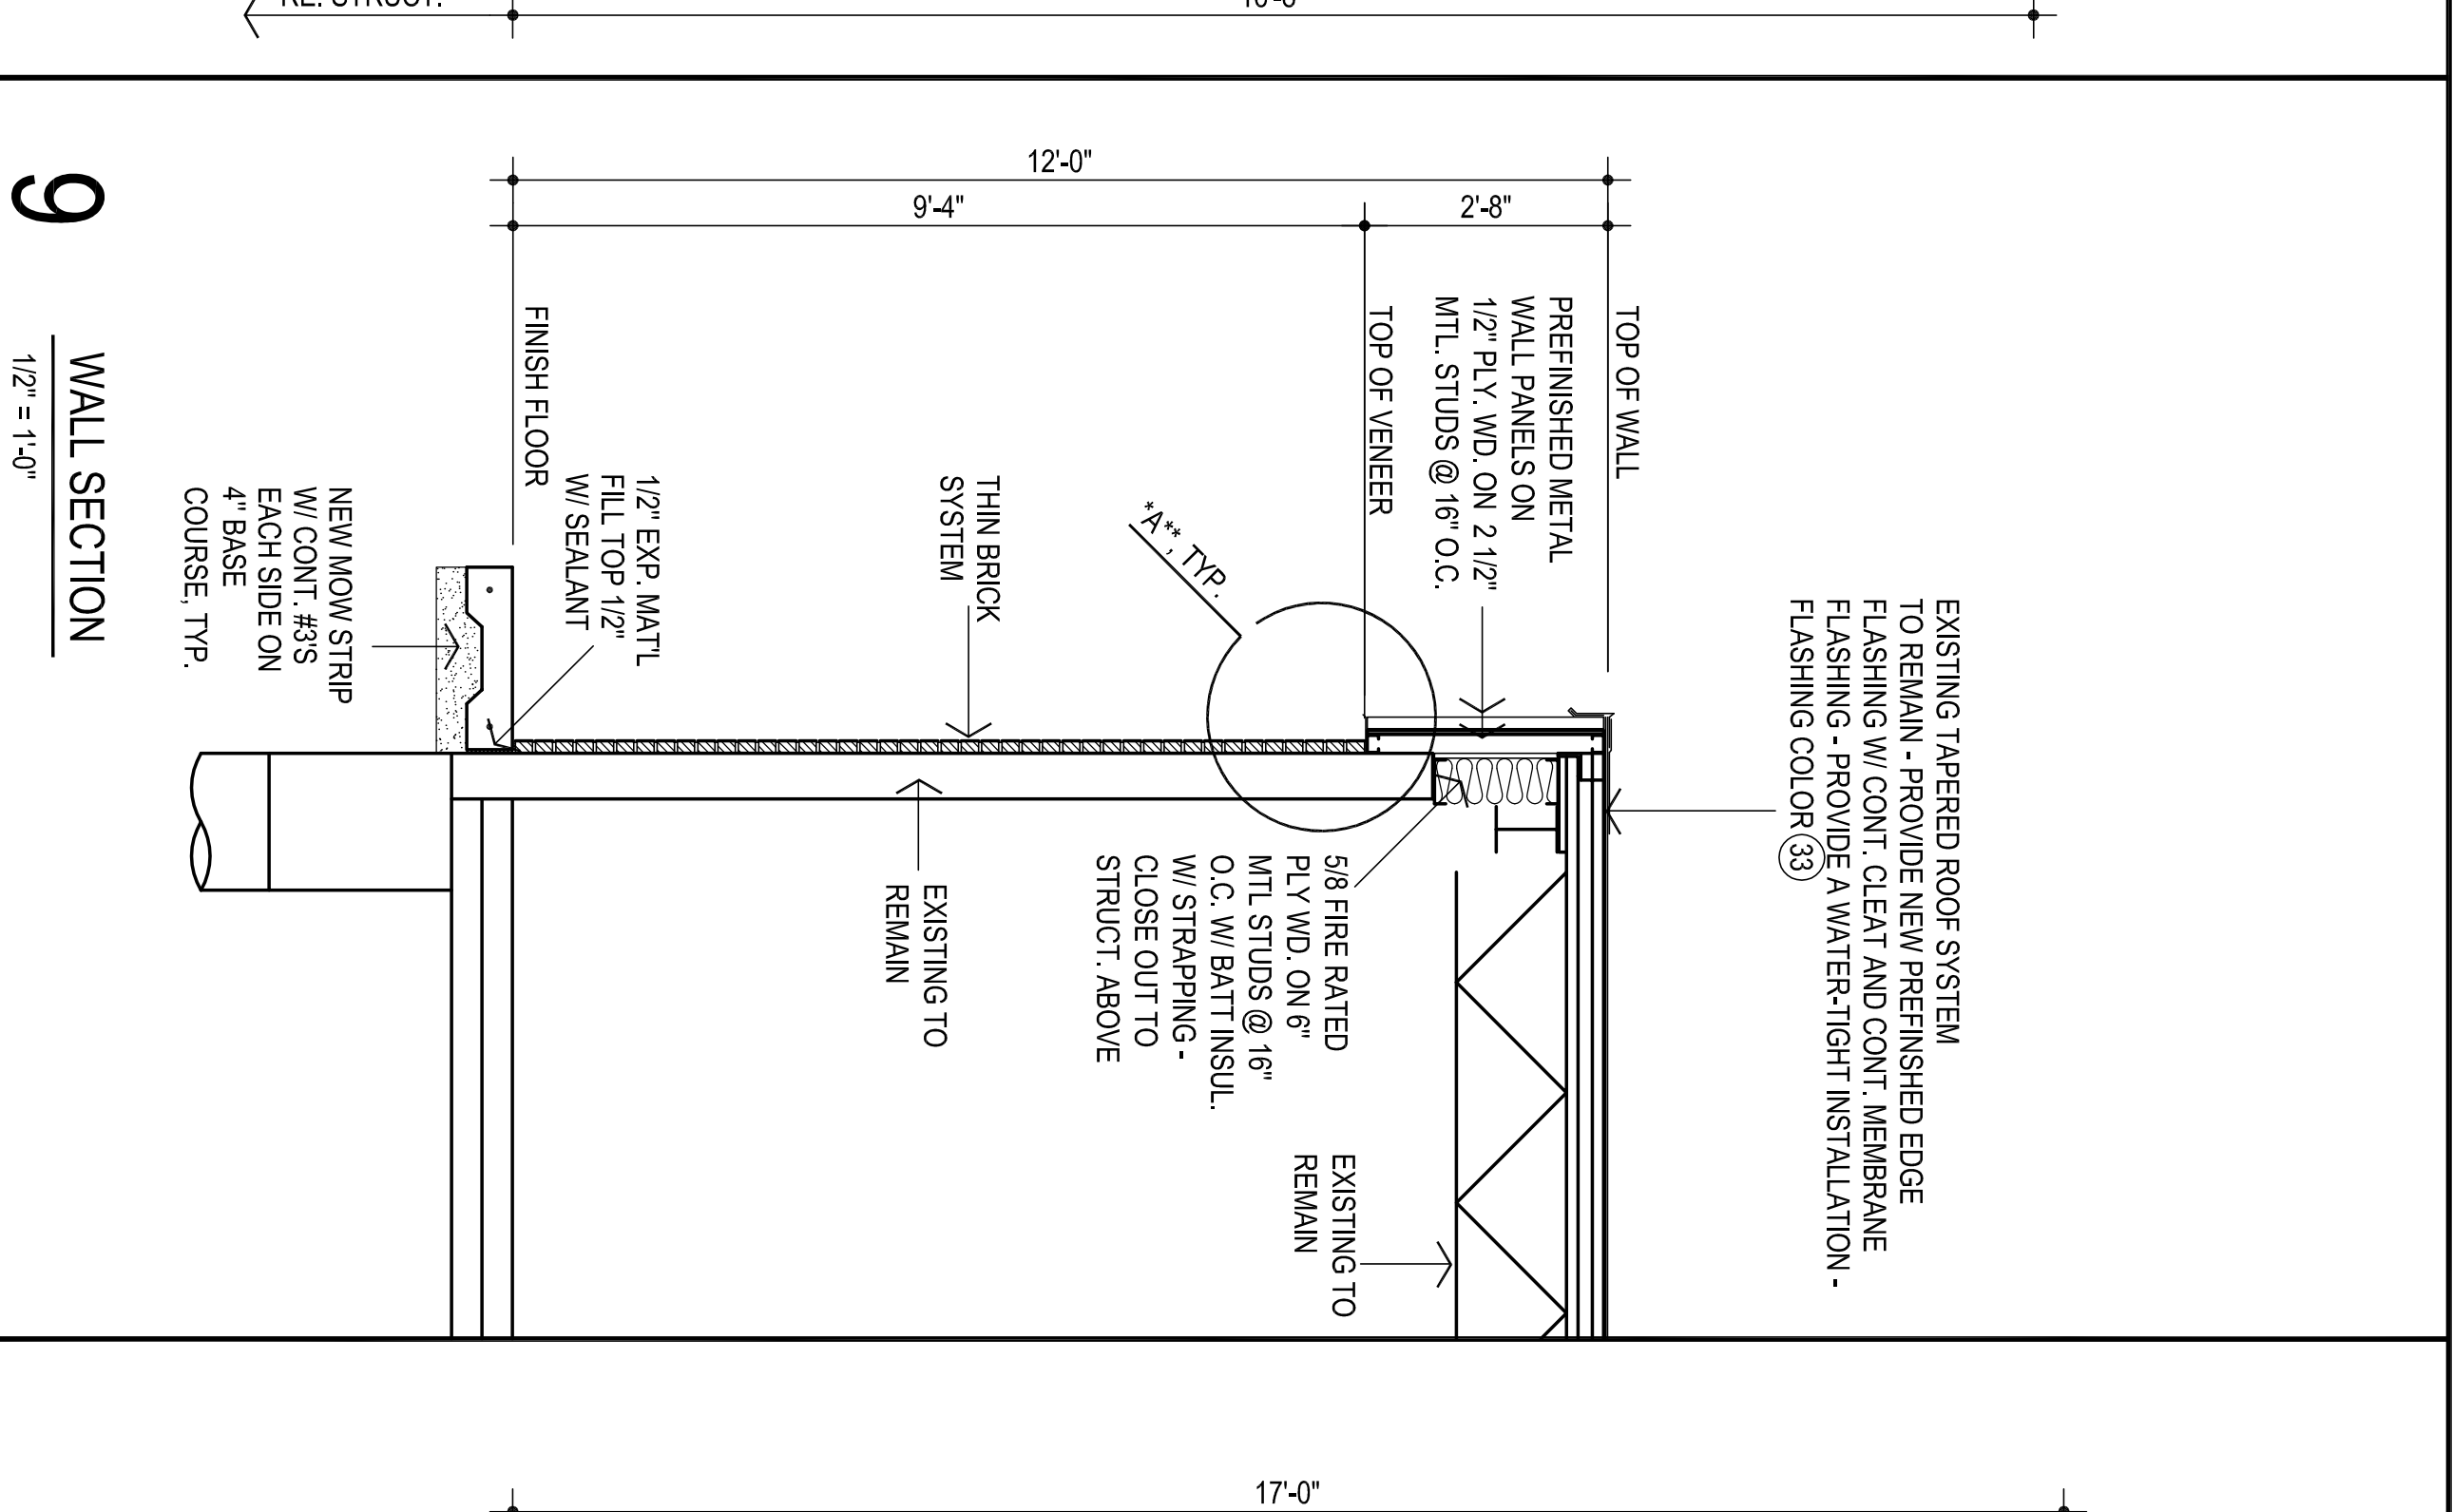 RE. STRUCT.
12'-0"
9'-4"
2'-8"
EXISTING TAPERED ROOF SYSTEM
TO REMAIN - PROVIDE NEW PREFINISHED EDGE
FLASHING W/ CONT. CLEAT AND CONT. MEMBRANE
FLASHING - PROVIDE A WATER-TIGHT INSTALLATION -
FLASHING COLOR 33
TOP OF WALL
PREFINISHED METAL
WALL PANELS ON
1/2" PLY. WD. ON 2 1/2"
MTL. STUDS @ 16" O.C.
TOP OF VENEER
*A**, TYP.
EXISTING TO
REMAIN
5/8 FIRE RATED
PLY WD. ON 6"
MTL STUDS @ 16"
O.C. W/ BATT INSUL.
W/ STRAPPING -
CLOSE OUT TO
STRUCT. ABOVE
THIN BRICK
SYSTEM
EXISTING TO
REMAIN
1/2" EXP. MAT'L
FILL TOP 1/2"
W/ SEALANT
FINISH FLOOR
NEW MOW STRIP
W/ CONT. #3'S
EACH SIDE ON
4" BASE
COURSE, TYP.
9
WALL SECTION
1/2" = 1'-0"
17'-0"